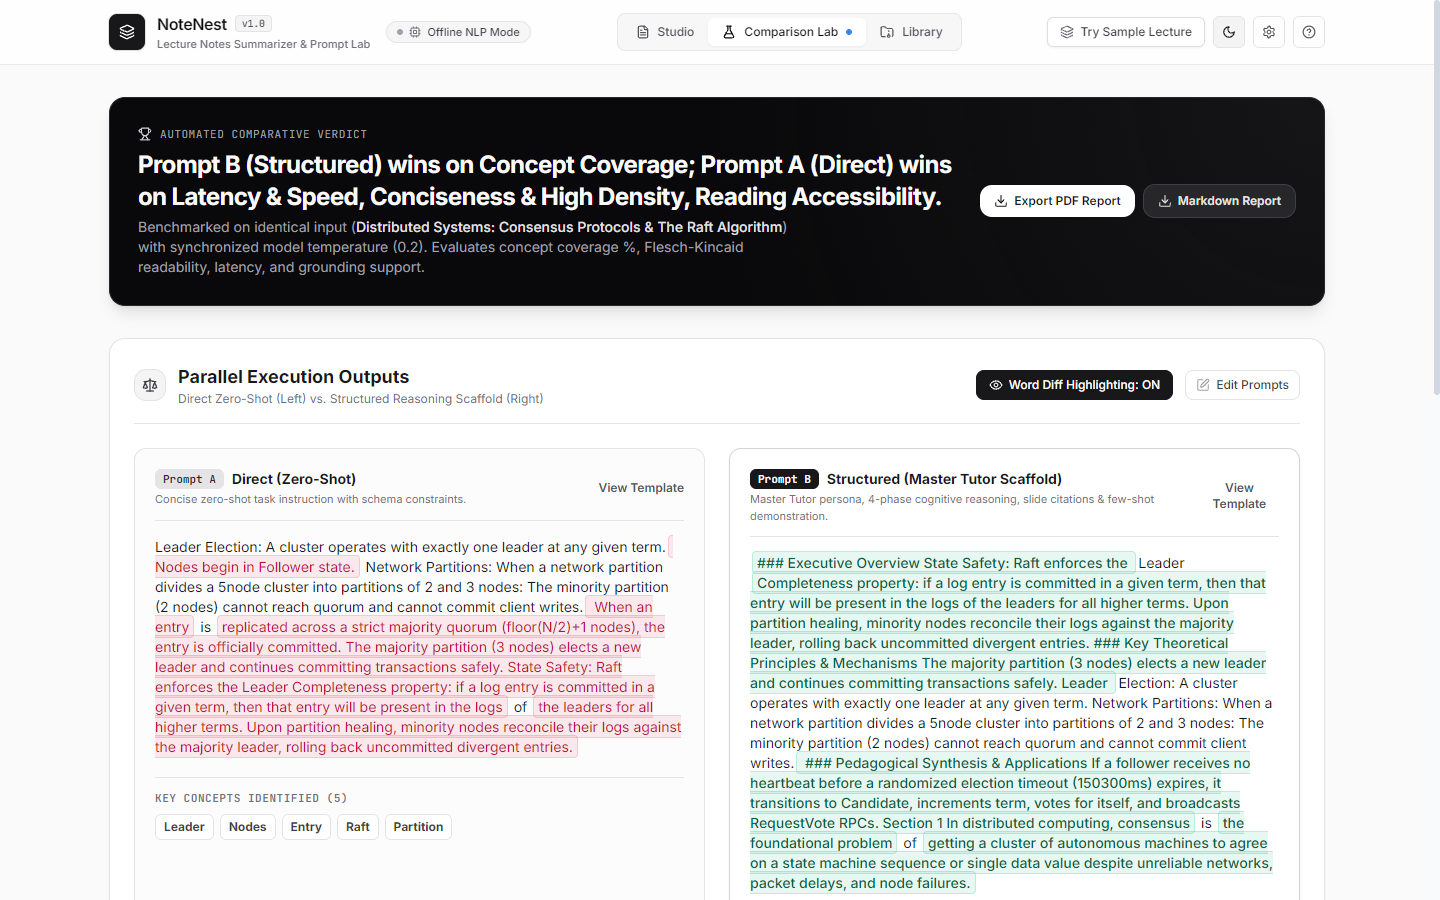 NoteNest v1.0
Lecture Notes Summarizer & Prompt Lab
Offline NLP Mode
Studio
Comparison Lab
Library
Try Sample Lecture
AUTOMATED COMPARATIVE VERDICT
Prompt B (Structured) wins on Concept Coverage; Prompt A (Direct) wins
on Latency & Speed, Conciseness & High Density, Reading Accessibility.
Benchmarked on identical input (Distributed Systems: Consensus Protocols & The Raft Algorithm)
with synchronized model temperature (0.2). Evaluates concept coverage %, Flesch-Kincaid
readability, latency, and grounding support.
Export PDF Report
Markdown Report
Parallel Execution Outputs
Direct Zero-Shot (Left) vs. Structured Reasoning Scaffold (Right)
Word Diff Highlighting: ON
Edit Prompts
Prompt A Direct (Zero-Shot)
Concise zero-shot task instruction with schema constraints.
View Template
Leader Election: A cluster operates with exactly one leader at any given term.
Nodes begin in Follower state. Network Partitions: When a network partition
divides a 5node cluster into partitions of 2 and 3 nodes: The minority partition
(2 nodes) cannot reach quorum and cannot commit client writes. When an
entry is replicated across a strict majority quorum (floor(N/2)+1 nodes), the
entry is officially committed. The majority partition (3 nodes) elects a new
leader and continues committing transactions safely. State Safety: Raft
enforces the Leader Completeness property: if a log entry is committed in a
given term, then that entry will be present in the logs of the leaders for all
higher terms. Upon partition healing, minority nodes reconcile their logs against
the majority leader, rolling back uncommitted divergent entries.
KEY CONCEPTS IDENTIFIED (5)
Leader
Nodes
Entry
Raft
Partition
Prompt B Structured (Master Tutor Scaffold)
Master Tutor persona, 4-phase cognitive reasoning, slide citations & few-shot
demonstration.
View
Template
### Executive Overview State Safety: Raft enforces the Leader
Completeness property: if a log entry is committed in a given term, then that
entry will be present in the logs of the leaders for all higher terms. Upon
partition healing, minority nodes reconcile their logs against the majority
leader, rolling back uncommitted divergent entries. ### Key Theoretical
Principles & Mechanisms The majority partition (3 nodes) elects a new leader
and continues committing transactions safely. Leader Election: A cluster
operates with exactly one leader at any given term. Network Partitions: When a
network partition divides a 5node cluster into partitions of 2 and 3 nodes: The
minority partition (2 nodes) cannot reach quorum and cannot commit client
writes. ### Pedagogical Synthesis & Applications If a follower receives no
heartbeat before a randomized election timeout (150300ms) expires, it
transitions to Candidate, increments term, votes for itself, and broadcasts
RequestVote RPCs. Section 1 In distributed computing, consensus is the
foundational problem of getting a cluster of autonomous machines to agree
on a state machine sequence or single data value despite unreliable networks,
packet delays, and node failures.